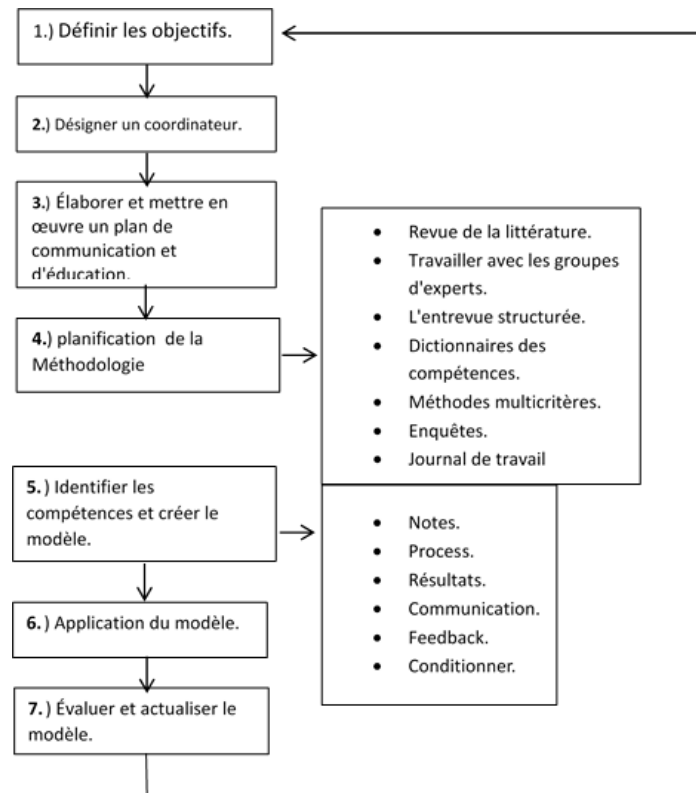 1.) Définir les objectifs.
2.) Désigner un coordinateur.
3.) Élaborer et mettre en
œuvre un plan de
communication et
d'éducation.
4.) planification de la
Méthodologie
• Revue de la littérature.
• Travailler avec les groupes
d'experts.
• L'entrevue structurée.
• Dictionnaires des
compétences.
• Méthodes multicritères.
• Enquêtes.
• Journal de travail
5.) Identifier les
compétences et créer le
modèle.
• Notes.
• Process.
• Résultats.
• Communication.
• Feedback.
• Conditionner.
6.) Application du modèle.
7.) Évaluer et actualiser le
modèle.